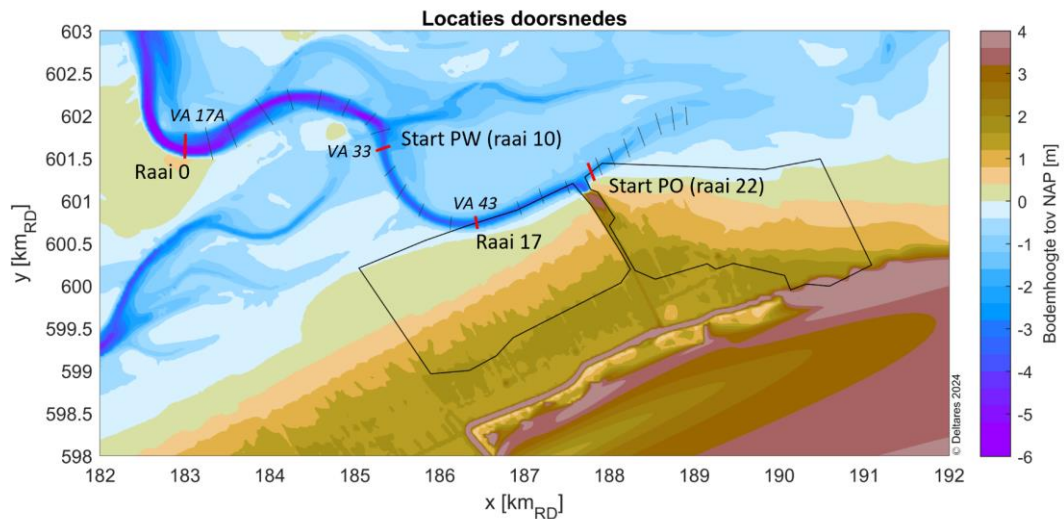 Locaties doorsnedes
603
602.5
602
601.5
601
600.5
600
599.5
599
598.5
598
y [km_RD]
VA 17A
Raai 0
VA 33
Start PW (raai 10)
VA 43
Raai 17
Start PO (raai 22)
182 183 184 185 186 187 188 189 190 191 192
x [km_RD]
© Deltares 2024
4
3
2
1
0
-1
-2
-3
-4
-5
-6
Bodemhoogte tov NAP [m]